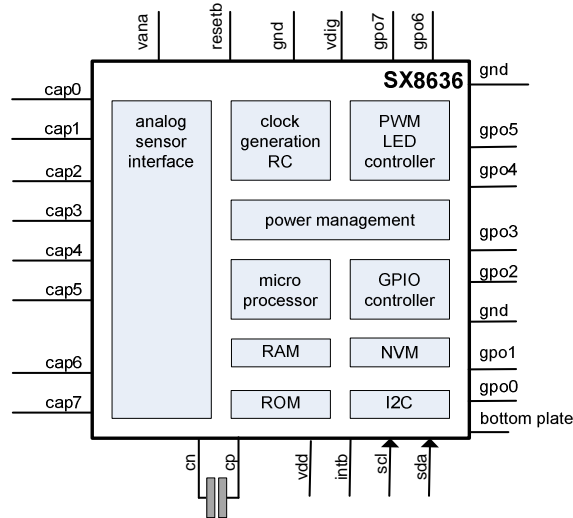 vana
resetb
gnd
vdig
gpo7
gpo6
SX8636
cap0
cap1
cap2
cap3
cap4
cap5
cap6
cap7
analog
sensor
interface
clock
generation
RC
PWM
LED
controller
power management
micro
processor
GPIO
controller
RAM
NVM
ROM
I2C
gnd
gpo5
gpo4
gpo3
gpo2
gnd
gpo1
gpo0
bottom plate
cn
cp
vdd
intb
scl
sda